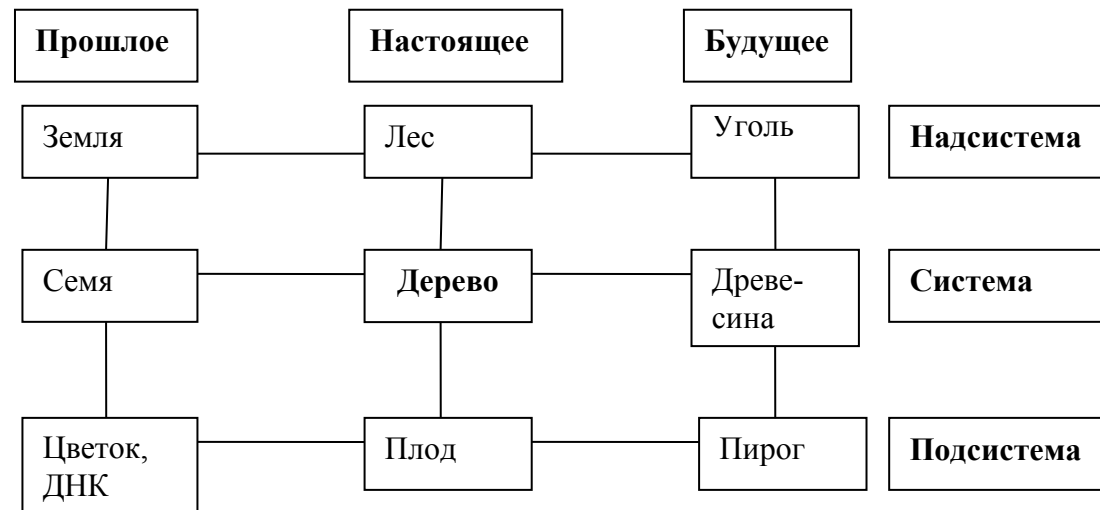 Прошлое
Настоящее
Будущее
Земля
Лес
Уголь
Надсистема
Семя
Дерево
Древе-
сина
Система
Цветок,
ДНК
Плод
Пирог
Подсистема